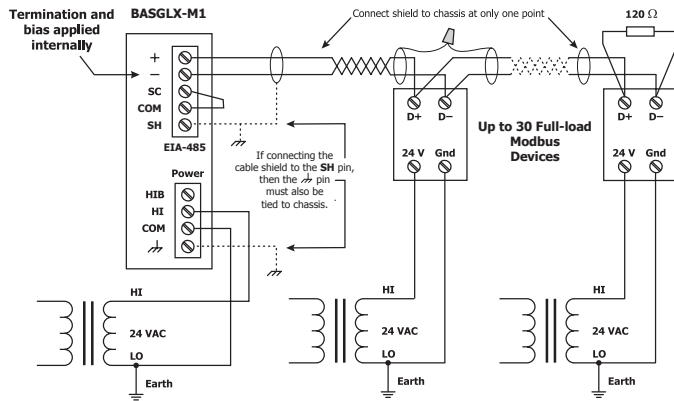 Termination and
bias applied
internally
BASGLX-M1
Connect shield to chassis at only one point
120 Ω
+
−
SC
COM
SH
EIA-485
D+ D−
D+ D−
Up to 30 Full-load
Modbus
Devices
24 V Gnd
24 V Gnd
If connecting the
cable shield to the SH pin,
then the pin
must also be
tied to chassis.
Power
HIB
HI
COM
HI
24 VAC
LO
Earth
HI
24 VAC
LO
Earth
HI
24 VAC
LO
Earth